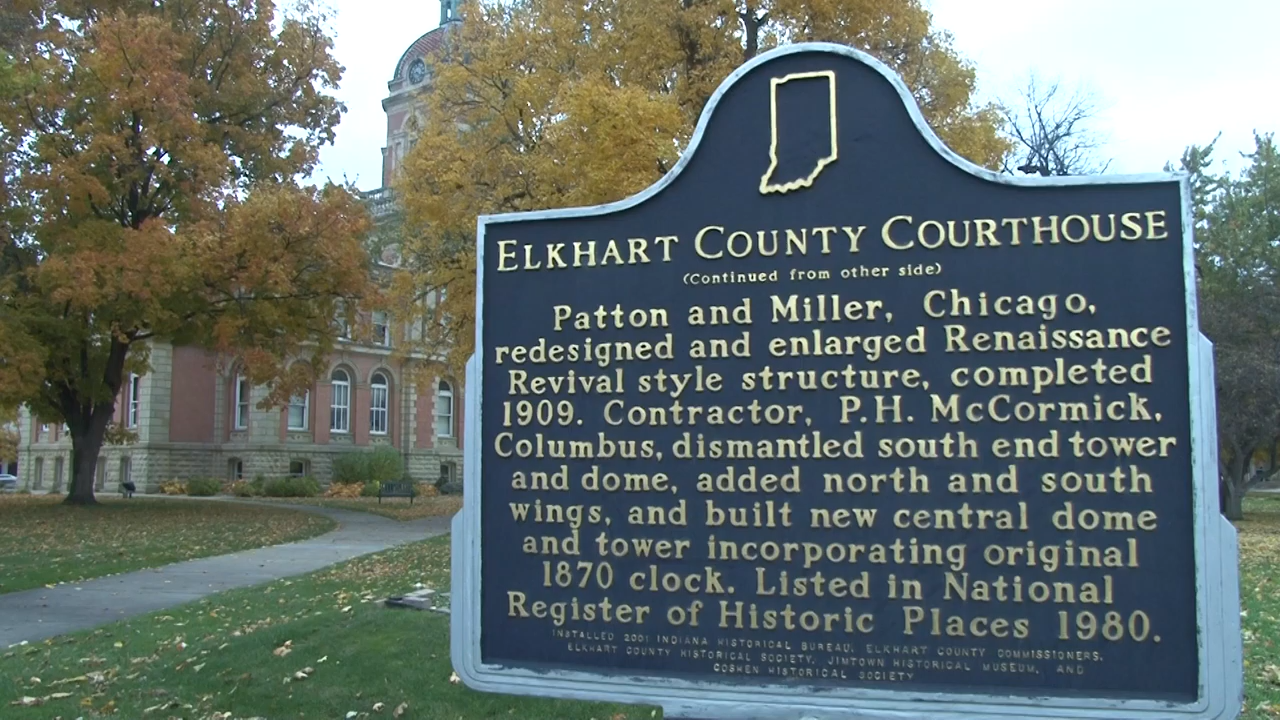 ELKHART COUNTY COURTHOUSE
(Continued from other side)
Patton and Miller, Chicago,
redesigned and enlarged Renaissance
Revival style structure, completed
1909. Contractor, P.H. McCormick,
Columbus, dismantled south end tower
and dome, added north and south
wings, and built new central dome
and tower incorporating original
1870 clock. Listed in National
Register of Historic Places 1980.
INSTALLED 2001 INDIANA HISTORICAL BUREAU, ELKHART COUNTY COMMISSIONERS,
ELKHART COUNTY HISTORICAL SOCIETY, JIMTOWN HISTORICAL MUSEUM, AND
GOSHEN HISTORICAL SOCIETY